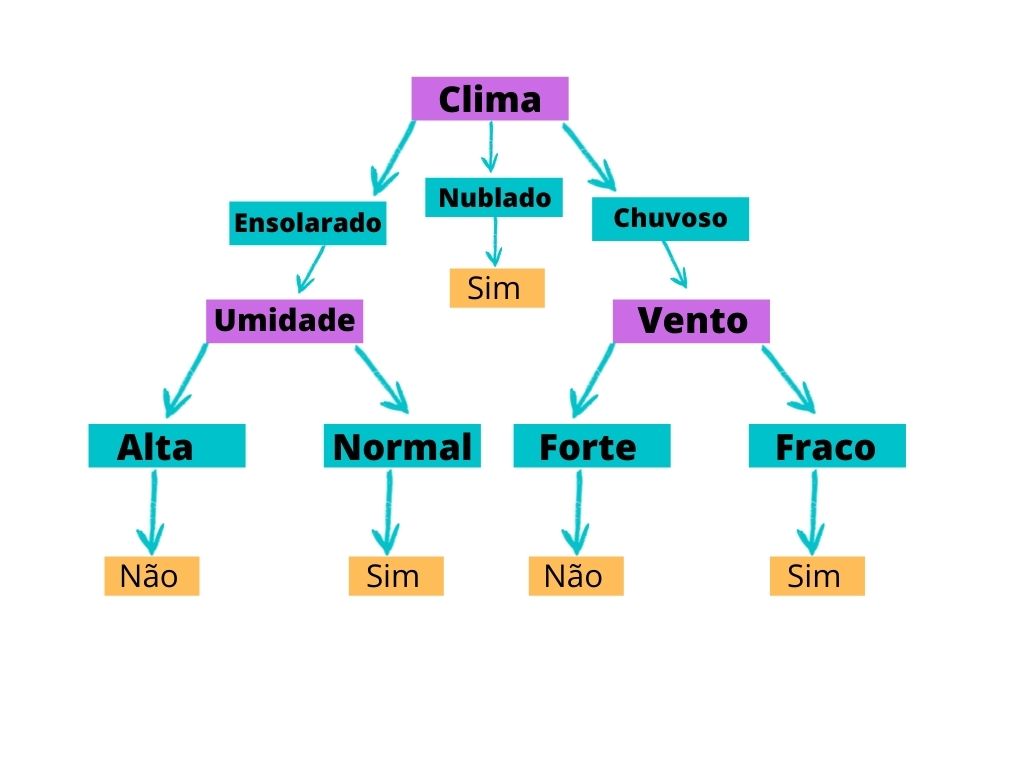 Clima
Ensolarado
Nublado
Chuvoso
Sim
Umidade
Vento
Alta
Normal
Forte
Fraco
Não
Sim
Não
Sim